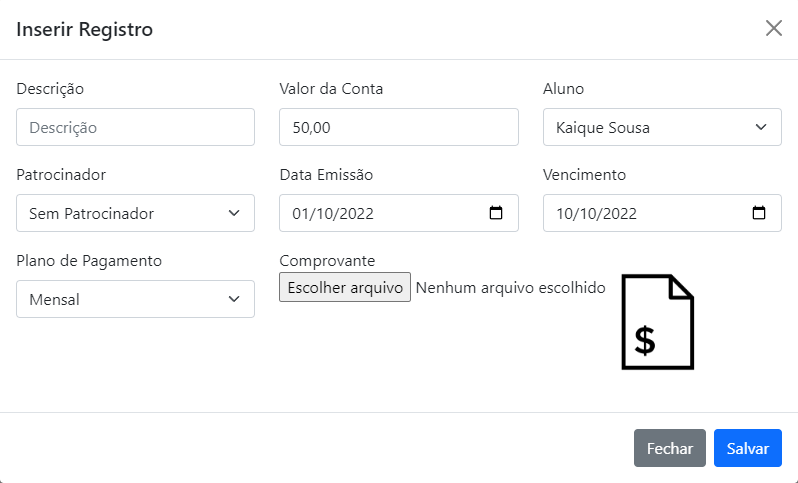 Inserir Registro
Descrição Valor da Conta Aluno
Descrição 50,00 Kaique Sousa
Patrocinador Data Emissão Vencimento
Sem Patrocinador 01/10/2022 10/10/2022
Plano de Pagamento Comprovante
Mensal Escolher arquivo Nenhum arquivo escolhido
$
Fechar Salvar